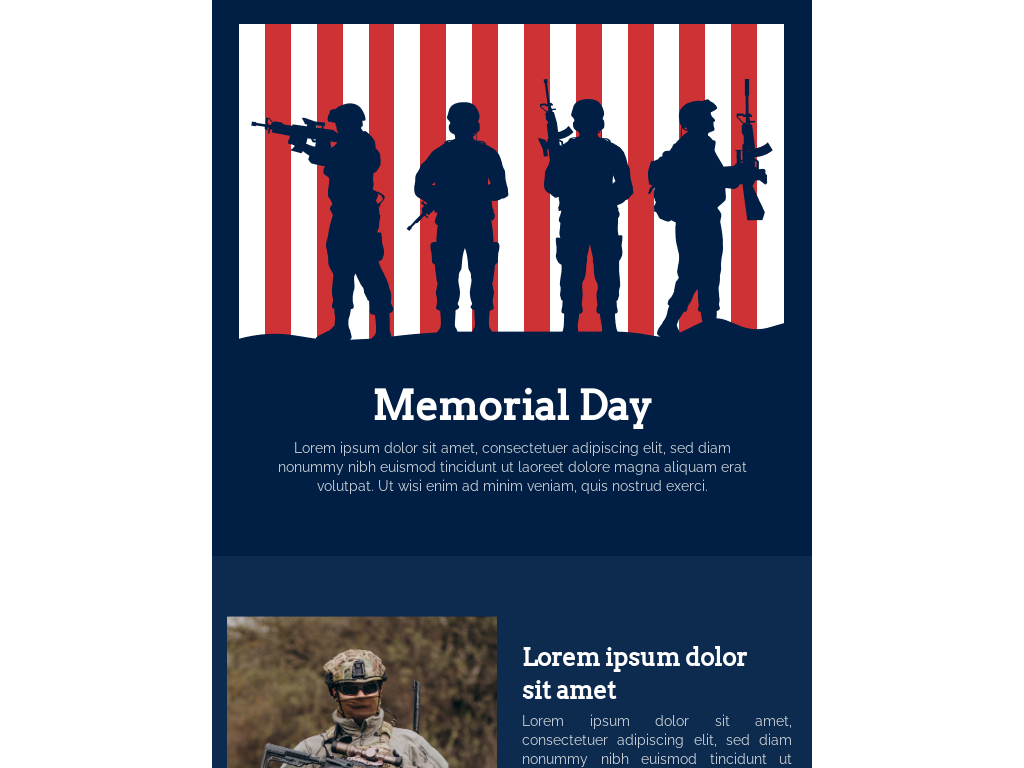 Memorial Day
Lorem ipsum dolor sit amet, consectetuer adipiscing elit, sed diam
nonummy nibh euismod tincidunt ut laoreet dolore magna aliquam erat
volutpat. Ut wisi enim ad minim veniam, quis nostrud exerci.
Lorem ipsum dolor
sit amet
Lorem ipsum dolor sit amet,
consectetuer adipiscing elit, sed diam
nonummy nibh euismod tincidunt ut